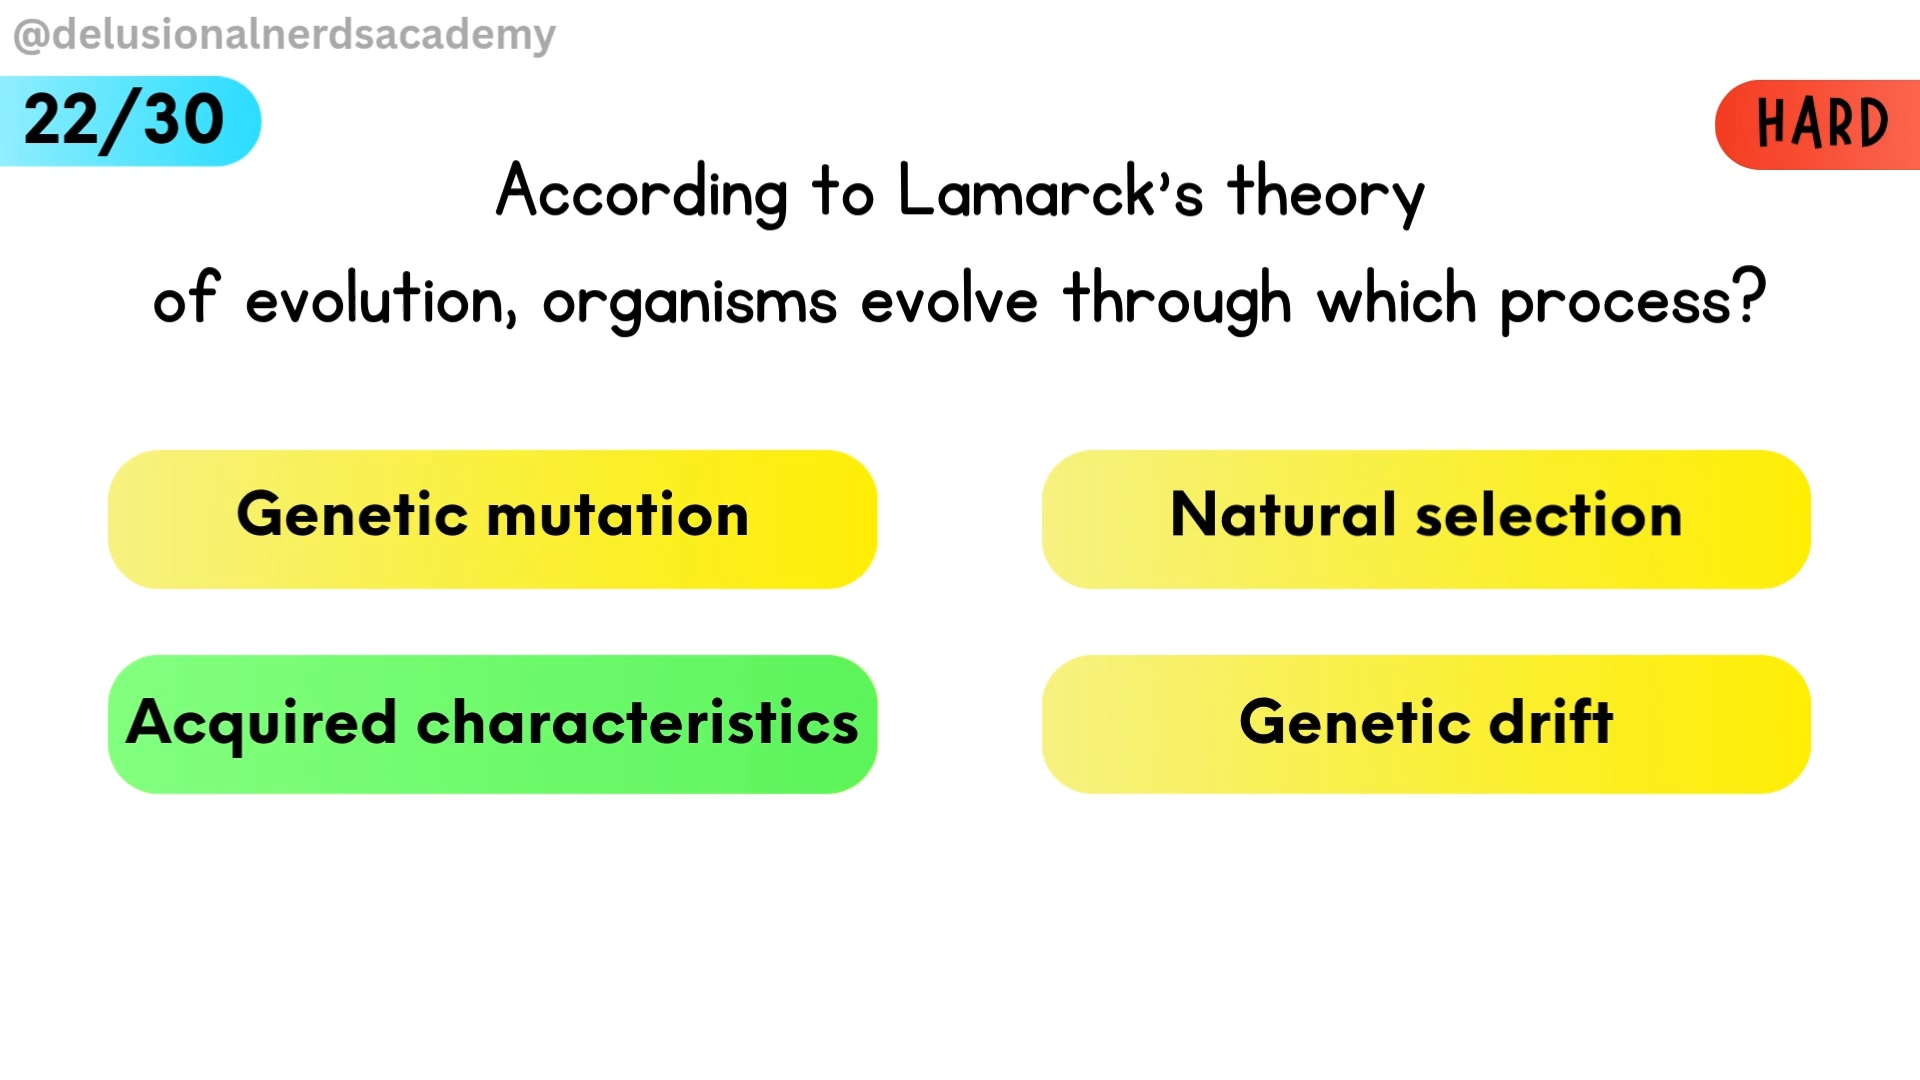 @delusionalnerdsacademy
22/30
HARD
According to Lamarck's theory
of evolution, organisms evolve through which process?
Genetic mutation
Natural selection
Acquired characteristics
Genetic drift